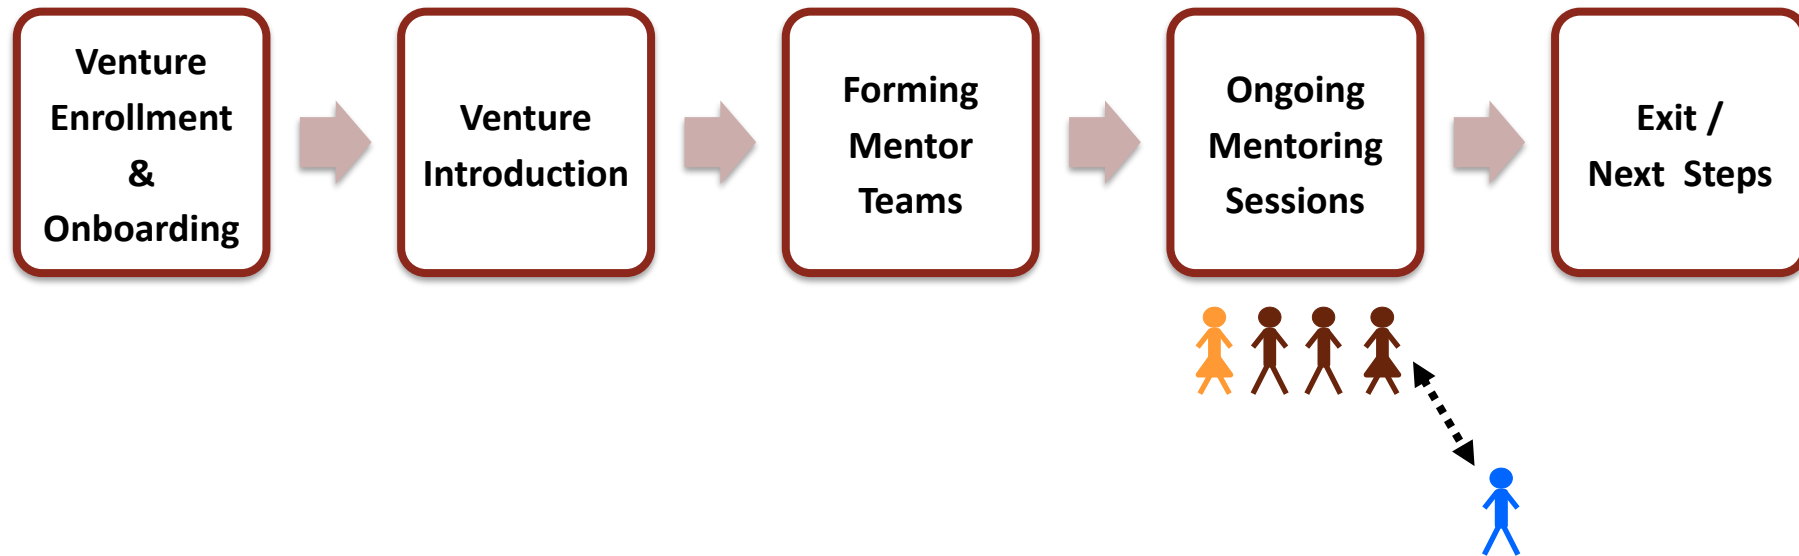 Venture
Enrollment
&
Onboarding
Venture
Introduction
Forming
Mentor
Teams
Ongoing
Mentoring
Sessions
Exit /
Next Steps